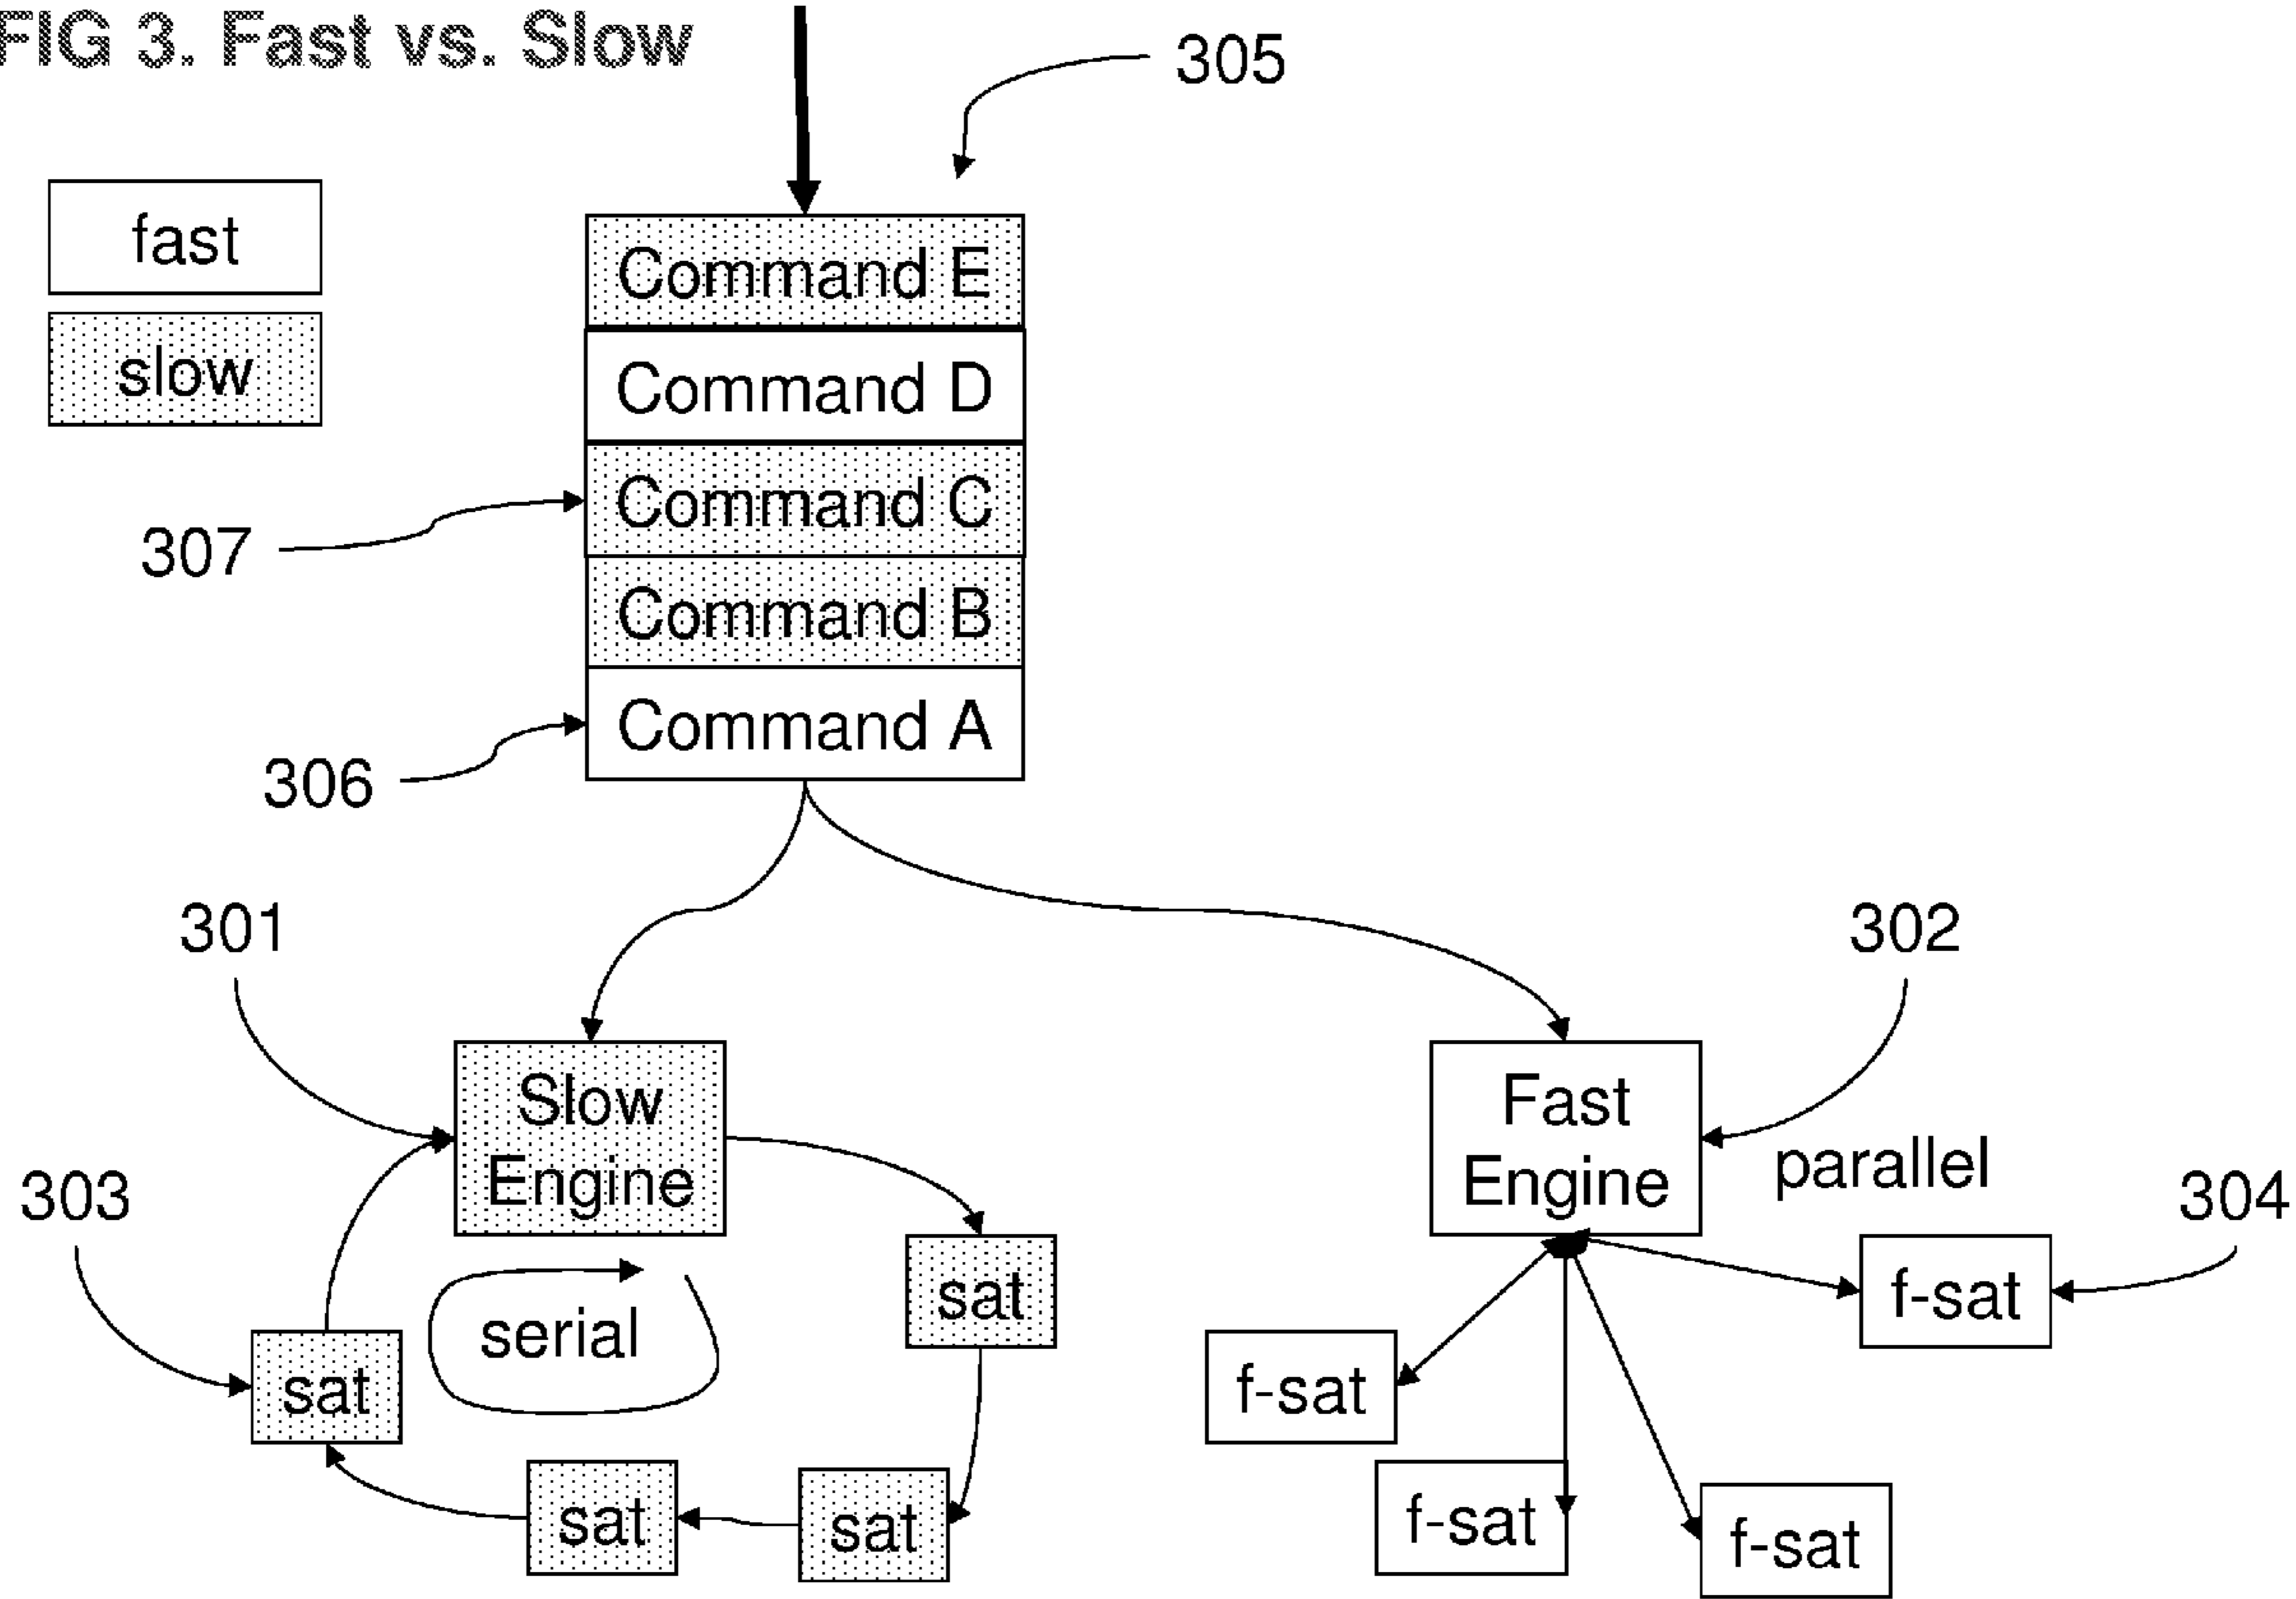 FIG 3. Fast vs. Slow
305
fast
slow
Command E
Command D
Command C
307
Command B
Command A
306
301
302
Slow
Engine
Fast
Engine
parallel
303
304
sat
f-sat
serial
sat
f-sat
sat
sat
f-sat
f-sat